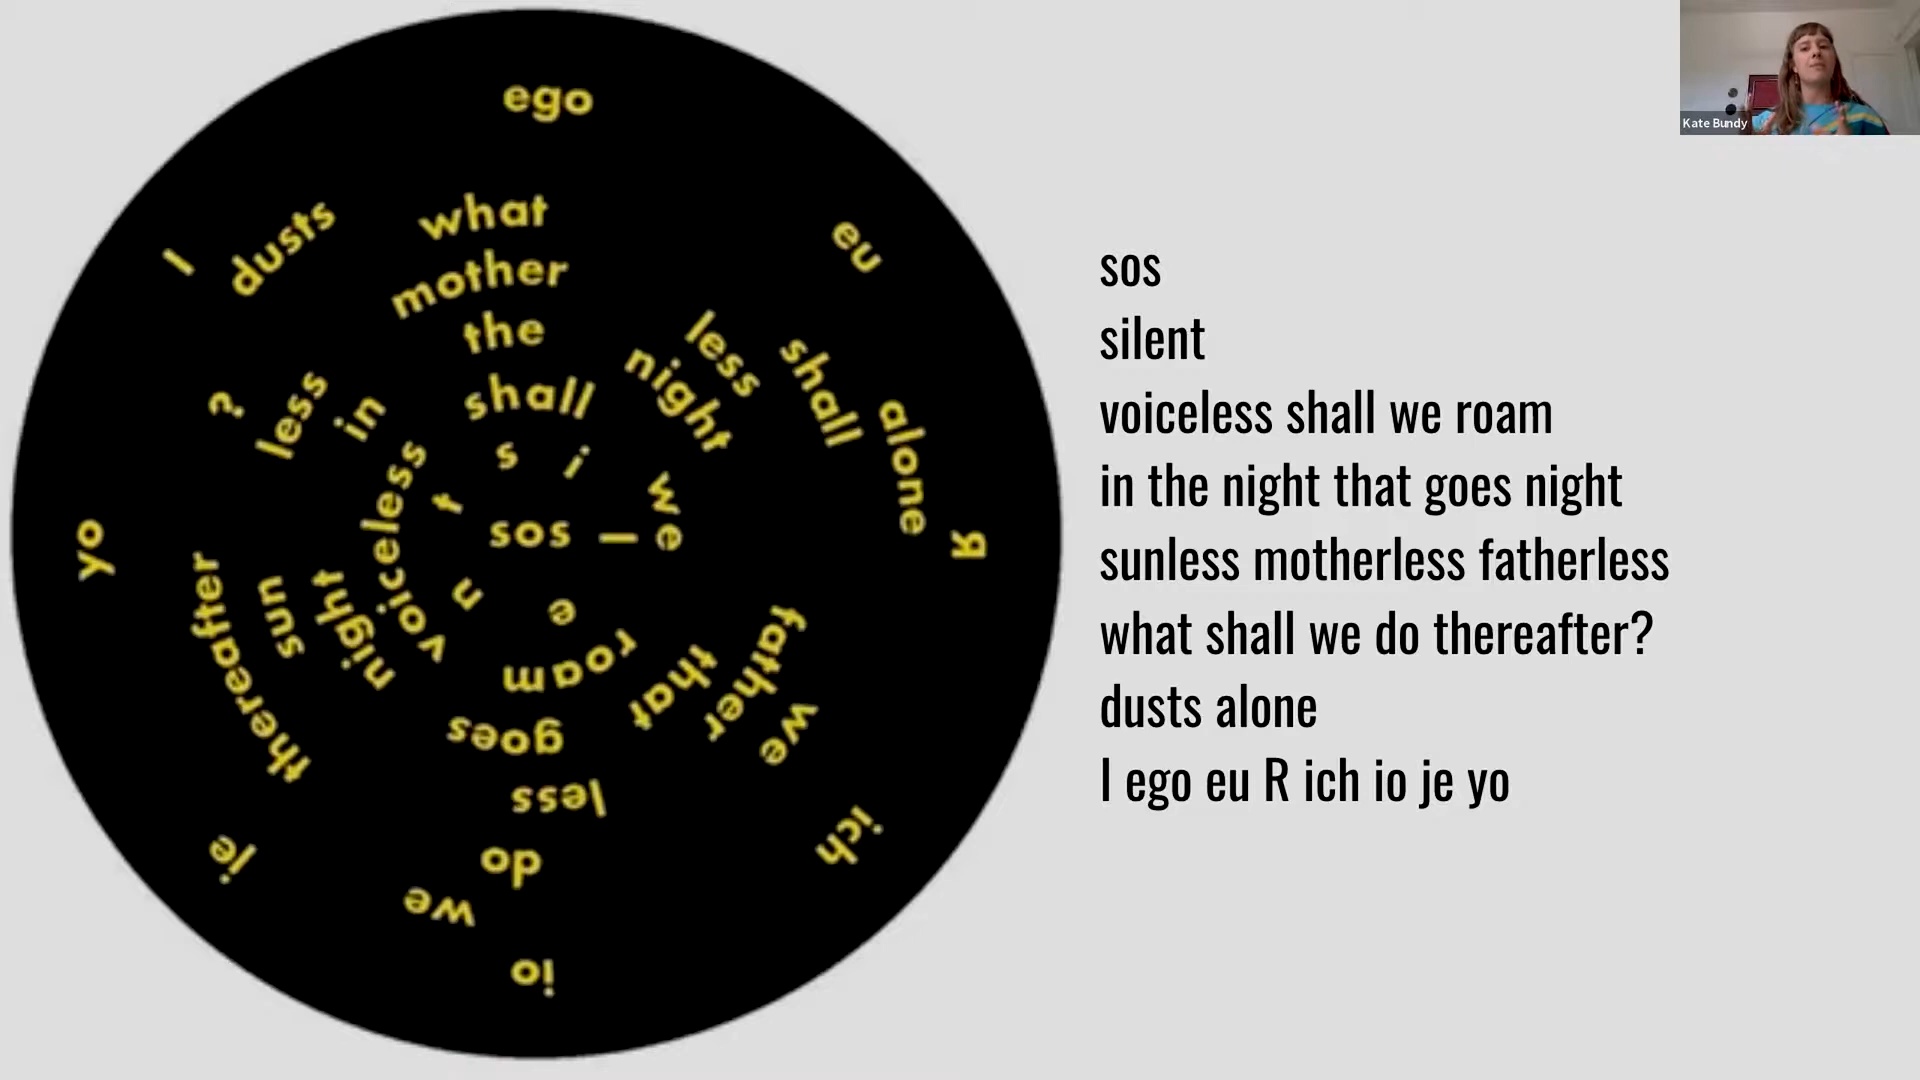 ego
eu
Я
ich
io
je
yo
I
dusts
alone
what
shall
we
do
thereafter
?
mother
less
father
less
sun
less
the
night
that
goes
night
in
shall
we
roam
voiceless
s
i
l
e
n
t
sos
sos
silent
voiceless shall we roam
in the night that goes night
sunless motherless fatherless
what shall we do thereafter?
dusts alone
I ego eu R ich io je yo
Kate Bundy